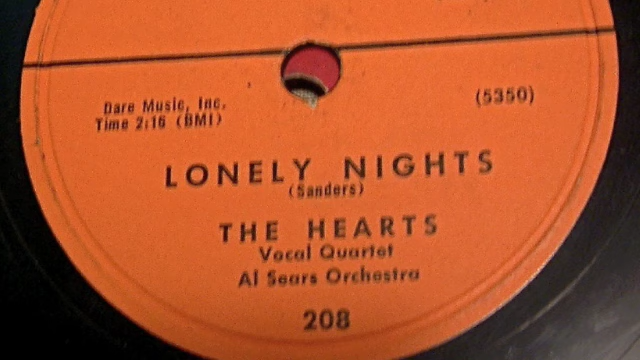 Dare Music, Inc.
Time 2:16 (BMI)
(5350)
LONELY NIGHTS
(Sanders)
THE HEARTS
Vocal Quartet
Al Sears Orchestra
208